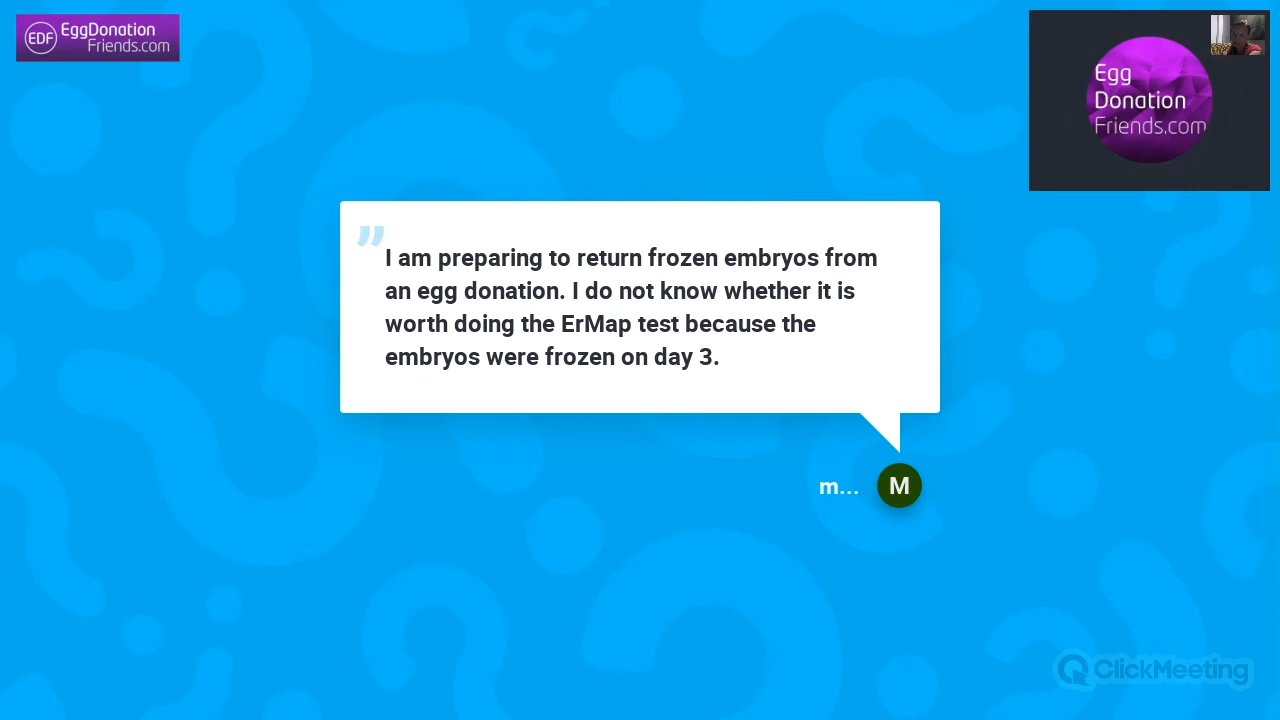 EDF EggDonation
Friends.com
Egg
Donation
Friends.com
I am preparing to return frozen embryos from
an egg donation. I do not know whether it is
worth doing the ErMap test because the
embryos were frozen on day 3.
m... M
ClickMeeting